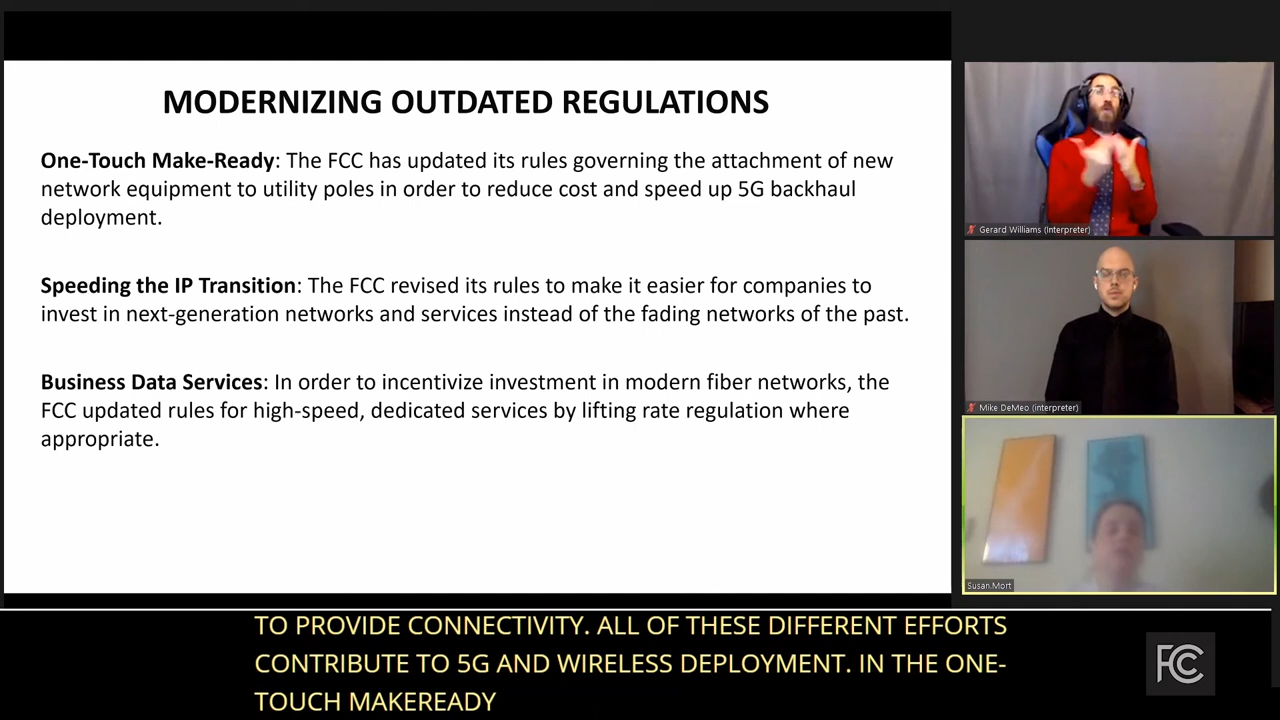 MODERNIZING OUTDATED REGULATIONS
One-Touch Make-Ready: The FCC has updated its rules governing the attachment of new
network equipment to utility poles in order to reduce cost and speed up 5G backhaul
deployment.
Speeding the IP Transition: The FCC revised its rules to make it easier for companies to
invest in next-generation networks and services instead of the fading networks of the past.
Business Data Services: In order to incentivize investment in modern fiber networks, the
FCC updated rules for high-speed, dedicated services by lifting rate regulation where
appropriate.
Gerard Williams (Interpreter)
Mike DeMeo (interpreter)
Susan.Mort
TO PROVIDE CONNECTIVITY. ALL OF THESE DIFFERENT EFFORTS
CONTRIBUTE TO 5G AND WIRELESS DEPLOYMENT. IN THE ONE-
TOUCH MAKEREADY
FCC